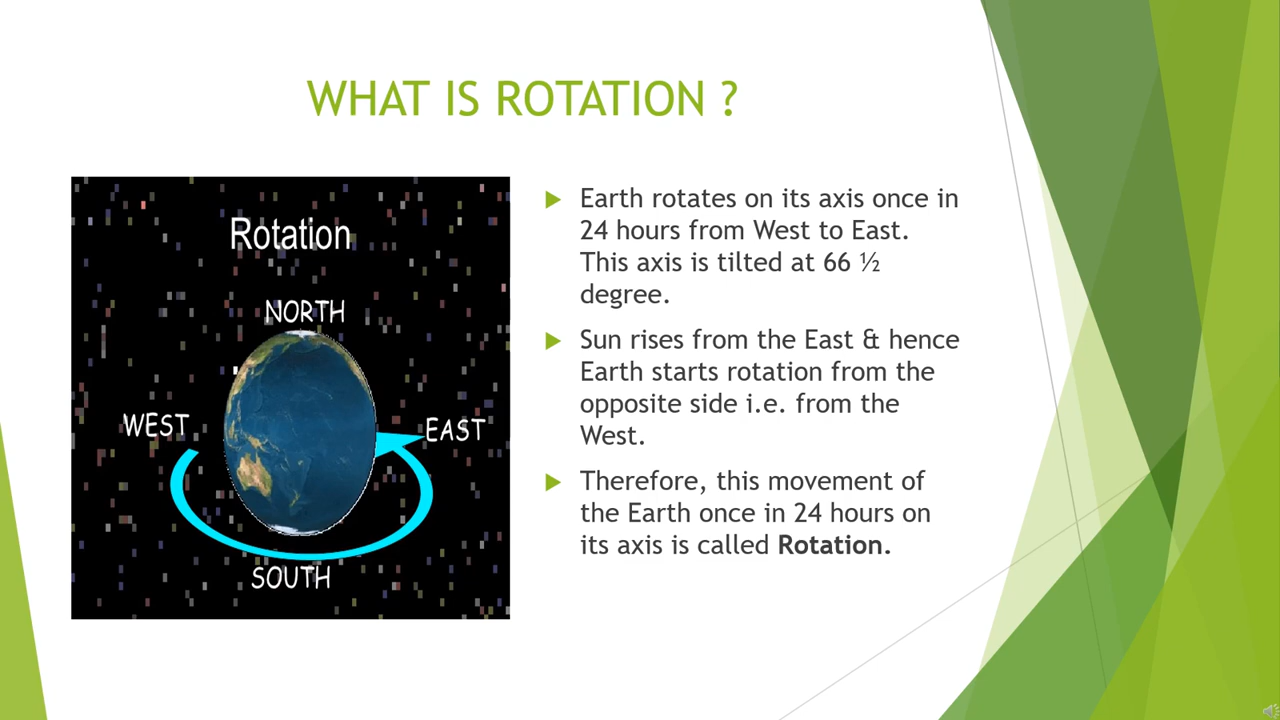 WHAT IS ROTATION ?
Rotation
NORTH
WEST
EAST
SOUTH
Earth rotates on its axis once in
24 hours from West to East.
This axis is tilted at 66 ½
degree.
Sun rises from the East & hence
Earth starts rotation from the
opposite side i.e. from the
West.
Therefore, this movement of
the Earth once in 24 hours on
its axis is called Rotation.